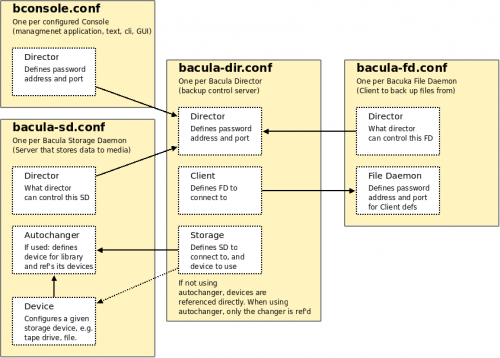 bconsole.conf
One per configured Console
(managmenet application, text, cli, GUI)
Director
Defines password
address and port
bacula-sd.conf
One per Bacula Storage Daemon
(Server that stores data to media)
Director
What director
can control this SD
Autochanger
If used: defines
device for library
and ref's its devices
Device
Configures a given
storage device, e.g.
tape drive, file.
bacula-dir.conf
One per Bacula Director
(backup control server)
Director
Defines password
address and port
Client
Defines FD to
connect to
Storage
Defines SD to
connect to, and
device to use
If not using
autochanger, devices are
referenced directly. When using
autochanger, only the changer is ref'd
bacula-fd.conf
One per Bacuka File Daemon
(Client to back up files from)
Director
What director
can control this FD
File Daemon
Defines password
address and port
for Client defs